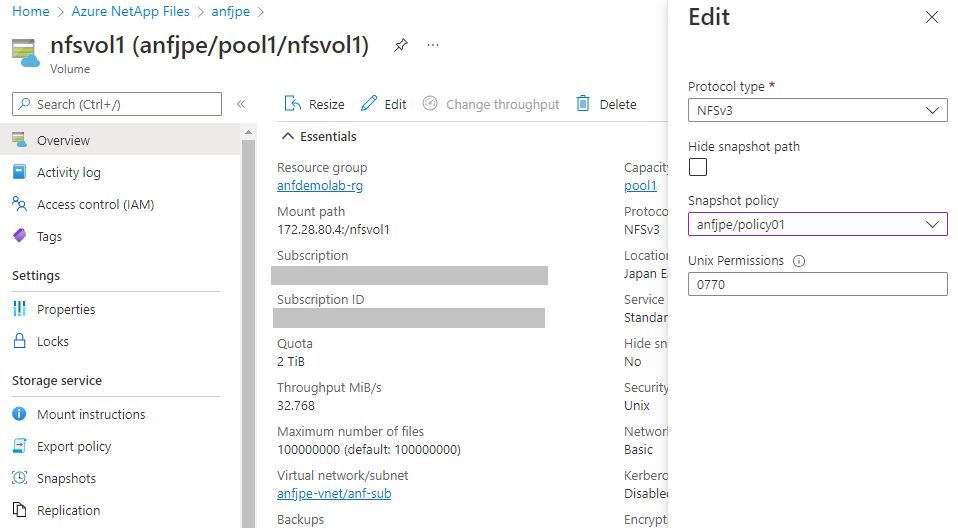 Home > Azure NetApp Files > anfjpe >
nfsvol1 (anfjpe/pool1/nfsvol1)
...
Volume
Search (Ctrl+/)
«
Overview
Activity log
Access control (IAM)
Tags
Settings
Properties
Locks
Storage service
Mount instructions
Export policy
Snapshots
Replication
Resize
Edit
Change throughput
Delete
Essentials
Resource group
anfdemolab-rg
Mount path
172.28.80.4:/nfsvol1
Subscription
Subscription ID
Quota
2 TiB
Throughput MiB/s
32.768
Maximum number of files
100000000 (default: 100000000)
Virtual network/subnet
anfjpe-vnet/anf-sub
Backups
Capacity
pool1
Protoco
NFSv3
Location
Japan Ea
Service
Standar
Hide sn
No
Security
Unix
Networ
Basic
Kerbero
Disabled
Encrypti
Edit
Protocol type *
NFSv3
Hide snapshot path
Snapshot policy
anfjpe/policy01
Unix Permissions
0770